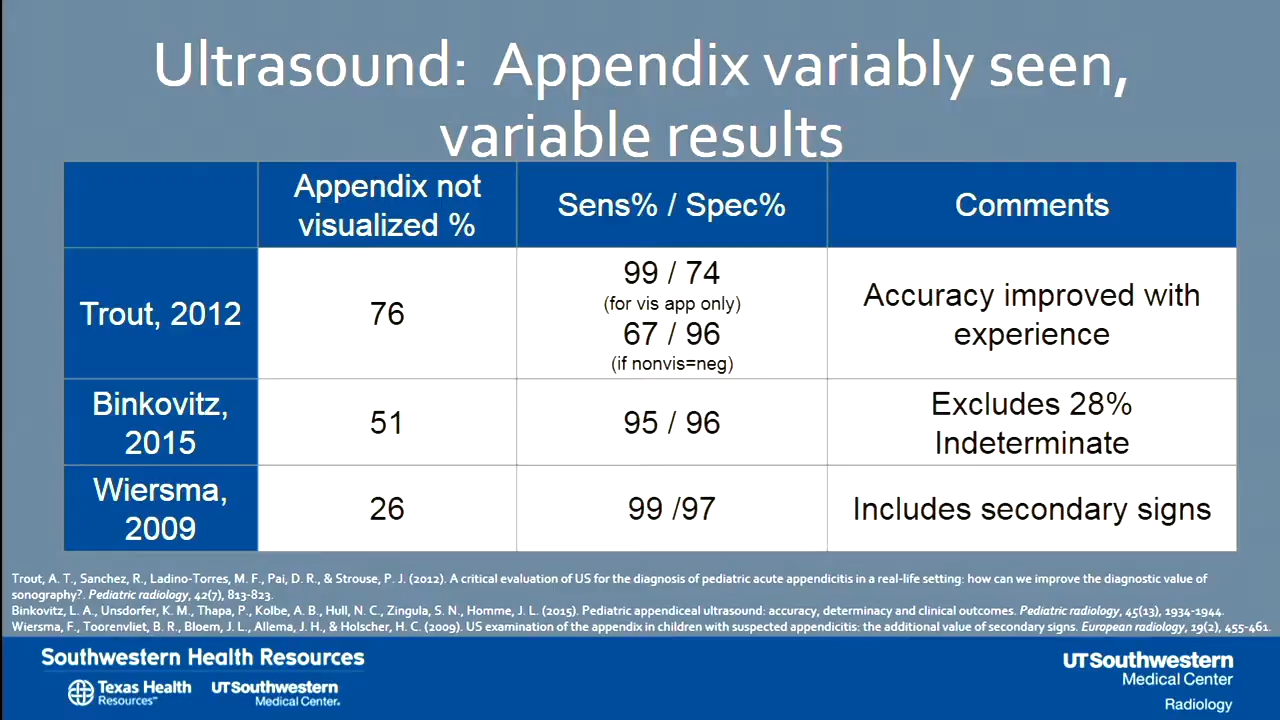 Ultrasound: Appendix variably seen,
variable results
Appendix not
visualized %
Sens% / Spec%
Comments
Trout, 2012
76
99 / 74
(for vis app only)
67 / 96
(if nonvis=neg)
Accuracy improved with
experience
Binkovitz,
2015
51
95 / 96
Excludes 28%
Indeterminate
Wiersma,
2009
26
99 /97
Includes secondary signs
Trout, A. T., Sanchez, R., Ladino-Torres, M. F., Pai, D. R., & Strouse, P. J. (2012). A critical evaluation of US for the diagnosis of pediatric acute appendicitis in a real-life setting: how can we improve the diagnostic value of
sonography?. Pediatric radiology, 42(7), 813-823.
Binkovitz, L. A., Unsdorfer, K. M., Thapa, P., Kolbe, A. B., Hull, N. C., Zingula, S. N., Homme, J. L. (2015). Pediatric appendiceal ultrasound: accuracy, determinacy and clinical outcomes. Pediatric radiology, 45(13), 1934-1944.
Wiersma, F., Toorenvliet, B. R., Bloem, J. L., Allema, J. H., & Holscher, H. C. (2009). US examination of the appendix in children with suspected appendicitis: the additional value of secondary signs. European radiology, 19(2), 455-461.
Southwestern Health Resources
Texas Health
Resources℠
UTSouthwestern
Medical Center.
UTSouthwestern
Medical Center
Radiology